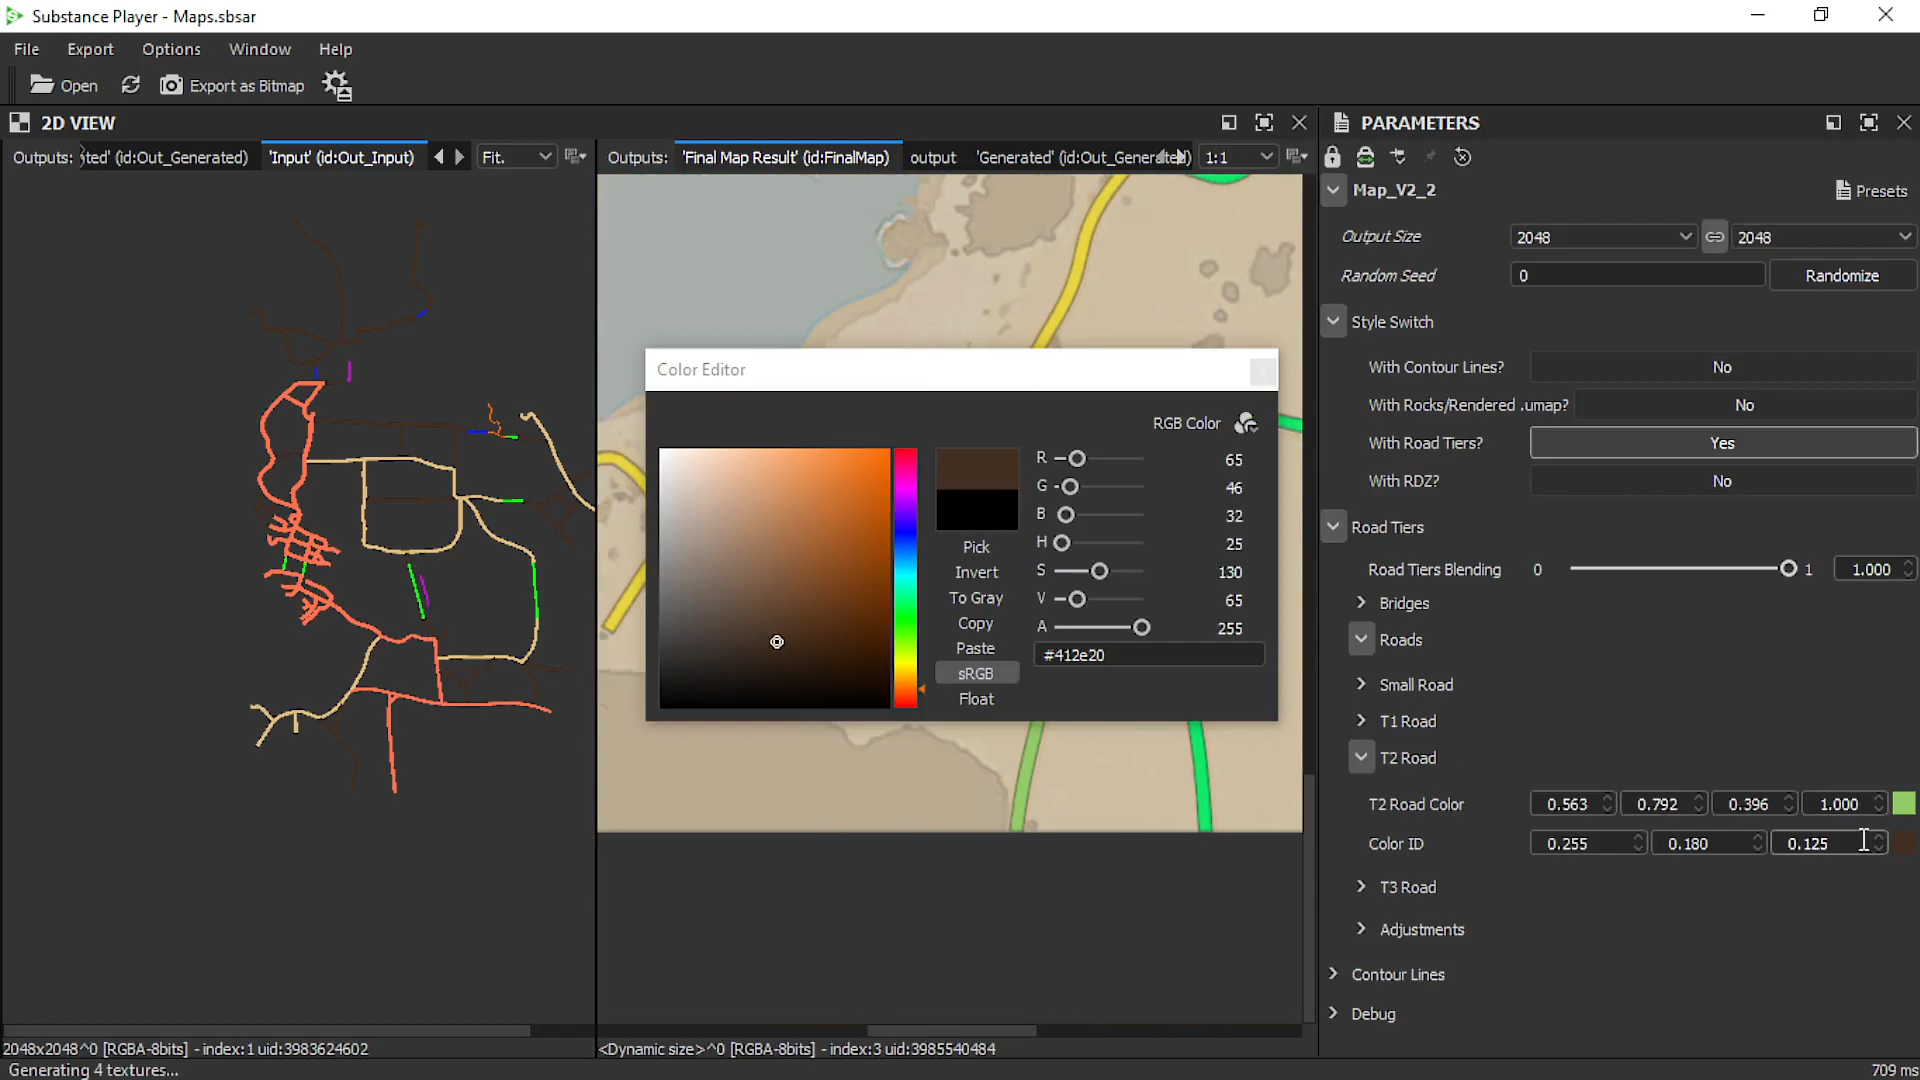 Substance Player - Maps.sbsar
File Export Options Window Help
Open Export as Bitmap
2D VIEW
Outputs: ted' (id:Out_Generated) 'Input' (id:Out_Input) Fit.
Outputs: 'Final Map Result' (id:FinalMap) output 'Generated' (id:Out_Generated) 1:1
PARAMETERS
Map_V2_2 Presets
Output Size 2048 2048
Random Seed 0 Randomize
Style Switch
With Contour Lines? No
With Rocks/Rendered .umap? No
With Road Tiers? Yes
With RDZ? No
Road Tiers
Road Tiers Blending 0 1 1.000
Bridges
Roads
Small Road
T1 Road
T2 Road
T2 Road Color 0.563 0.792 0.396 1.000
Color ID 0.255 0.180 0.125
T3 Road
Adjustments
Contour Lines
Debug
Color Editor
RGB Color
R 65
G 46
B 32
H 25
S 130
V 65
A 255
#412e20
Pick
Invert
To Gray
Copy
Paste
sRGB
Float
2048x2048^0 [RGBA-8bits] - index:1 uid:3983624602
<Dynamic size>^0 [RGBA-8bits] - index:3 uid:3985540484
Generating 4 textures... 709 ms